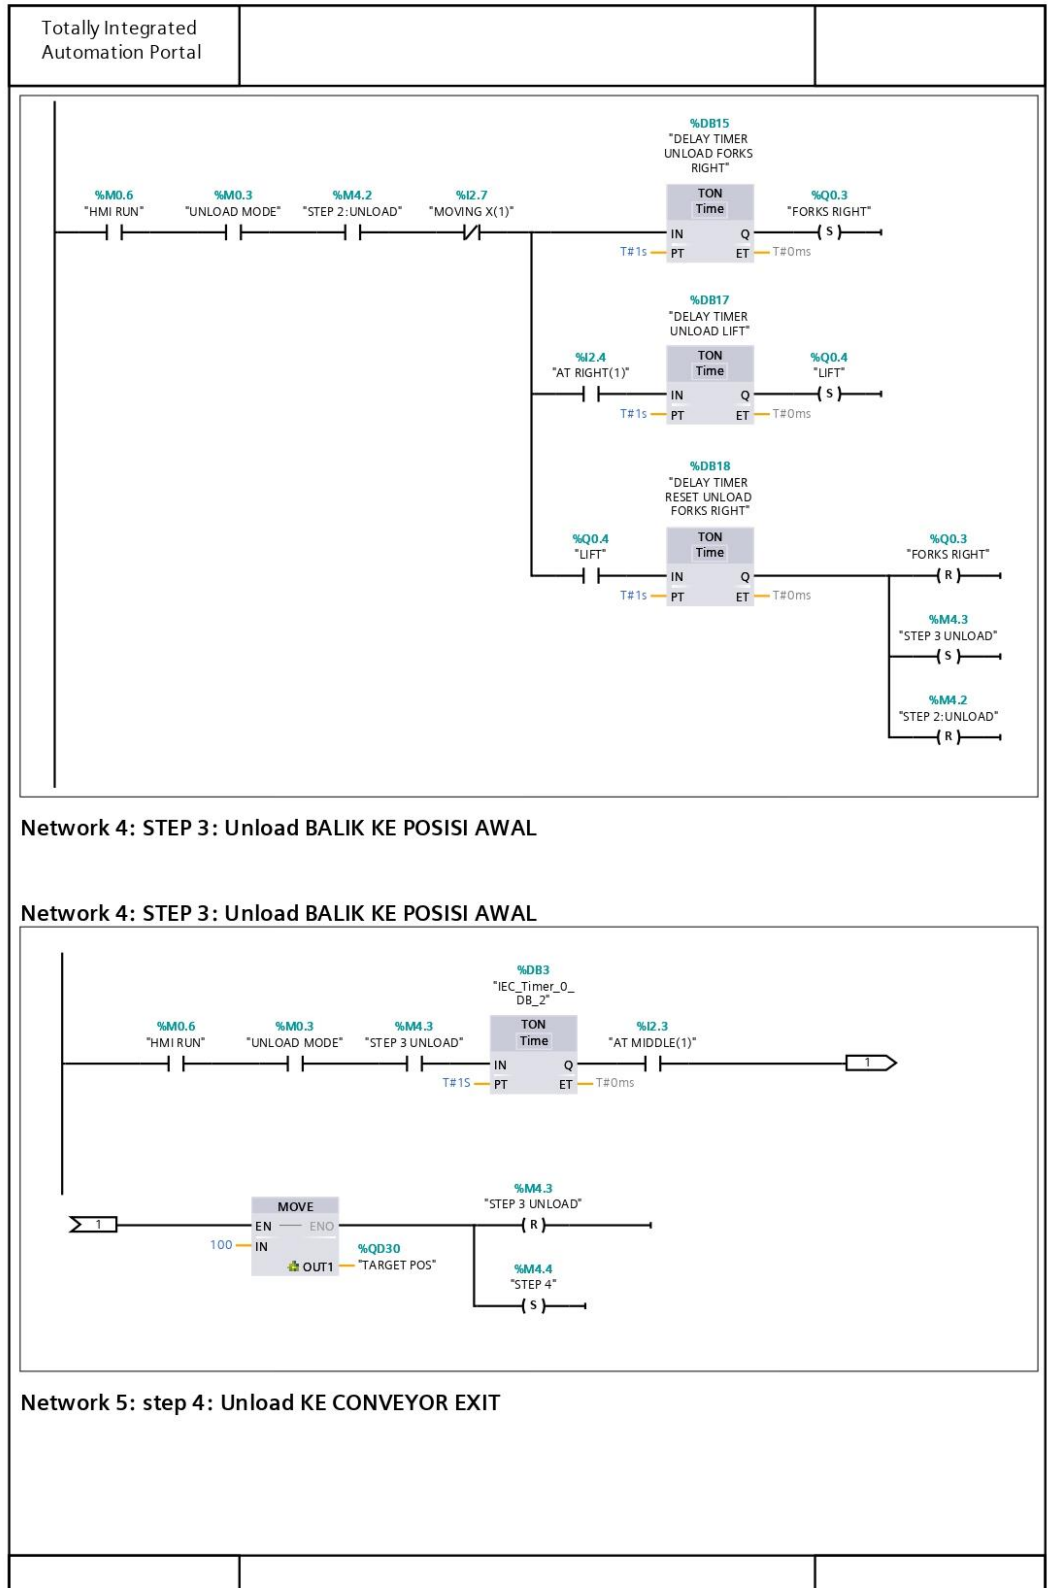 Totally Integrated
Automation Portal
%DB15
"DELAY TIMER
UNLOAD FORKS
RIGHT"
%M0.6
"HMI RUN"
%M0.3
"UNLOAD MODE"
%M4.2
"STEP 2:UNLOAD"
%I2.7
"MOVING X(1)"
TON
Time
%Q0.3
"FORKS RIGHT"
IN
Q
S
T#1s
PT
ET
T#0ms
%DB17
"DELAY TIMER
UNLOAD LIFT"
%I2.4
"AT RIGHT(1)"
TON
Time
%Q0.4
"LIFT"
IN
Q
S
T#1s
PT
ET
T#0ms
%DB18
"DELAY TIMER
RESET UNLOAD
FORKS RIGHT"
%Q0.4
"LIFT"
TON
Time
%Q0.3
"FORKS RIGHT"
IN
Q
R
T#1s
PT
ET
T#0ms
%M4.3
"STEP 3 UNLOAD"
S
%M4.2
"STEP 2:UNLOAD"
R
Network 4: STEP 3: Unload BALIK KE POSISI AWAL
Network 4: STEP 3: Unload BALIK KE POSISI AWAL
%DB3
"IEC_Timer_0_
DB_2"
%M0.6
"HMI RUN"
%M0.3
"UNLOAD MODE"
%M4.3
"STEP 3 UNLOAD"
TON
Time
%I2.3
"AT MIDDLE(1)"
IN
Q
1
T#1S
PT
ET
T#0ms
%M4.3
"STEP 3 UNLOAD"
MOVE
1
EN
ENO
R
100
IN
%QD30
OUT1
"TARGET POS"
%M4.4
"STEP 4"
S
Network 5: step 4: Unload KE CONVEYOR EXIT